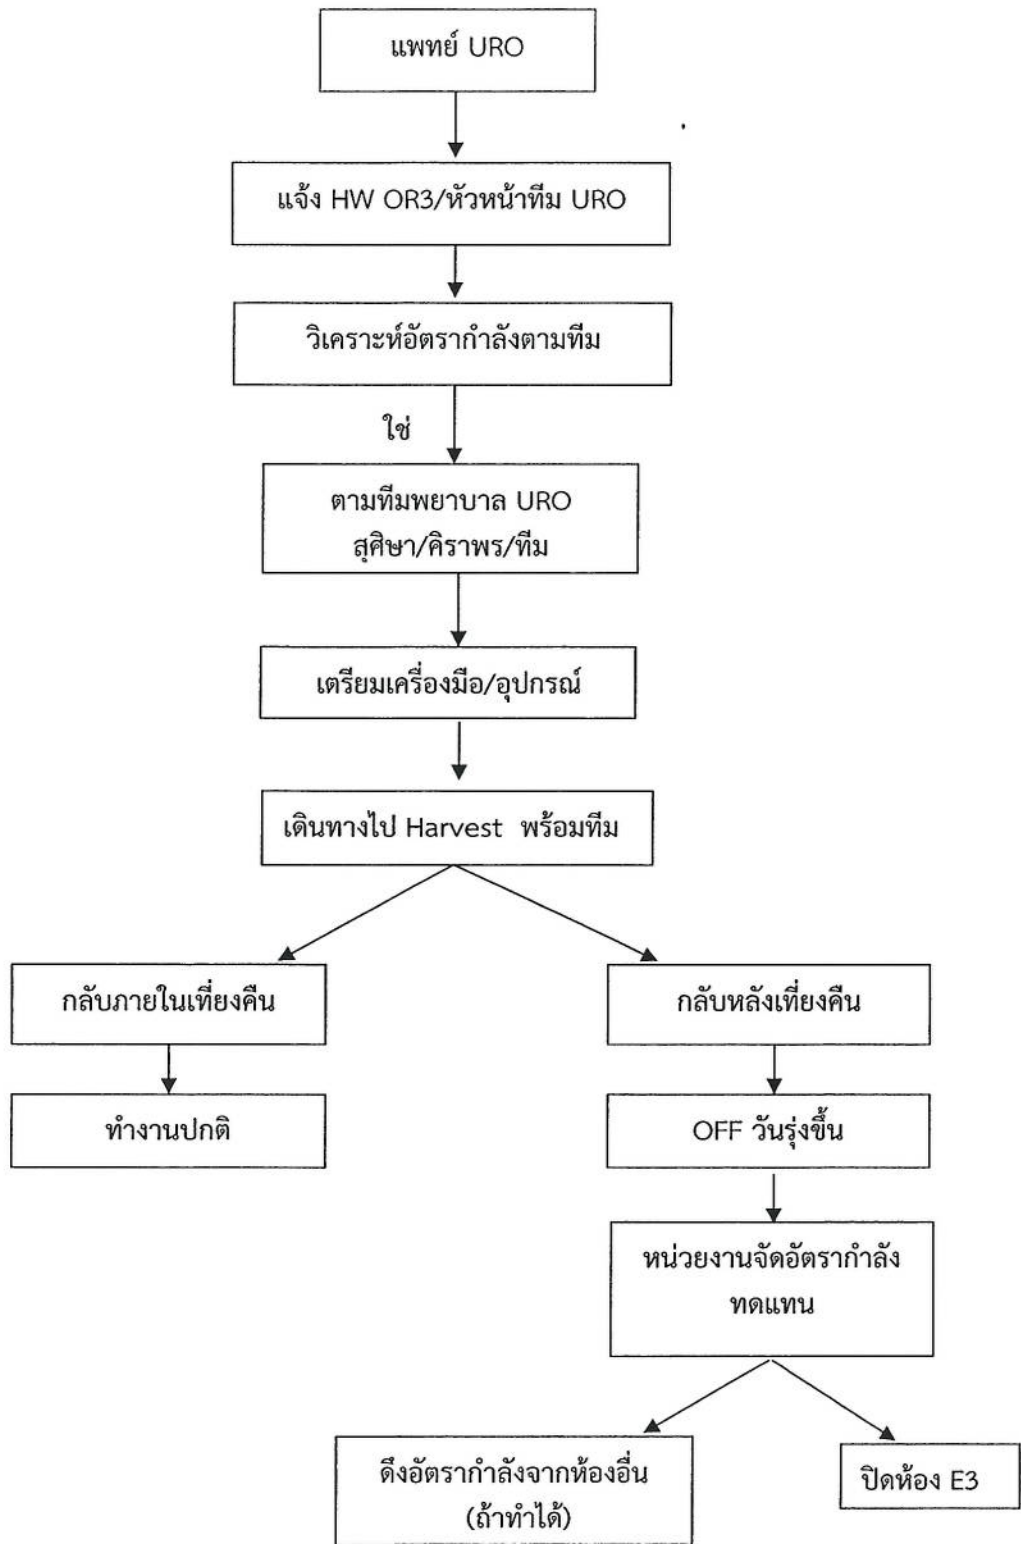 แพทย์ URO
แจ้ง HW OR3/หัวหน้าทีม URO
วิเคราะห์อัตรากำลังตามทีม
ใช่
ตามทีมพยาบาล URO
สุศิษา/คิราพร/ทีม
เตรียมเครื่องมือ/อุปกรณ์
เดินทางไป Harvest พร้อมทีม
กลับภายในเที่ยงคืน
กลับหลังเที่ยงคืน
ทำงานปกติ
OFF วันรุ่งขึ้น
หน่วยงานจัดอัตรากำลัง
ทดแทน
ดึงอัตรากำลังจากห้องอื่น
(ถ้าทำได้)
ปิดห้อง E3